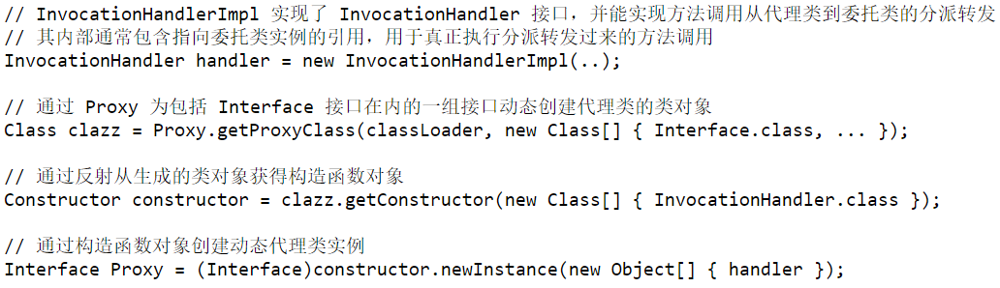 // InvocationHandlerImpl 实现了 InvocationHandler 接口，并能实现方法调用从代理类到委托类的分派转发
// 其内部通常包含指向委托类实例的引用，用于真正执行分派转发过来的方法调用
InvocationHandler handler = new InvocationHandlerImpl(..);
// 通过 Proxy 为包括 Interface 接口在内的一组接口动态创建代理类的类对象
Class clazz = Proxy.getProxyClass(classLoader, new Class[] { Interface.class, ... });
// 通过反射从生成的类对象获得构造函数对象
Constructor constructor = clazz.getConstructor(new Class[] { InvocationHandler.class });
// 通过构造函数对象创建动态代理类实例
Interface Proxy = (Interface)constructor.newInstance(new Object[] { handler });